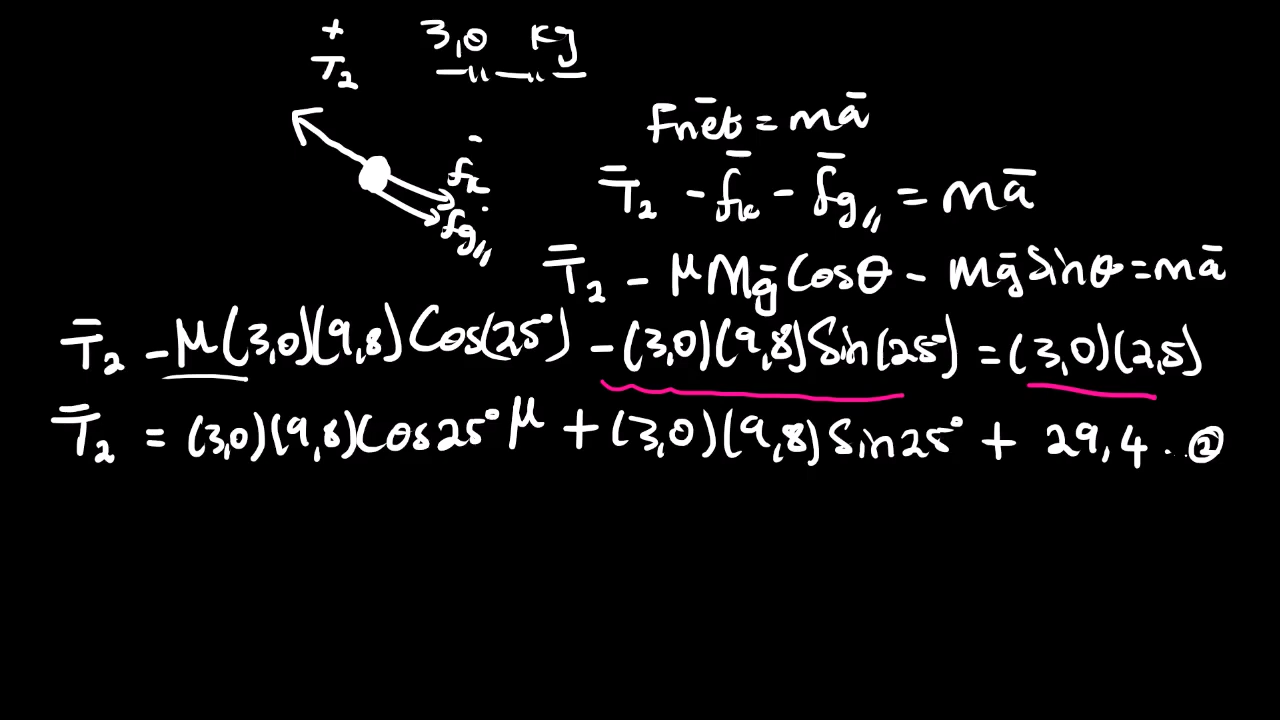 + 3,0 kg
T₂
F̄net = mā
f̄k
T̄₂ - f̄k - f̄g,, = mā
fg,,
T̄₂ - μMḡCosθ - MḡSinθ = mā
T̄₂ - μ(3,0)(9,8)Cos(25°) - (3,0)(9,8)Sin(25°) = (3,0)(2,5)
T̄₂ = (3,0)(9,8)Cos25°μ + (3,0)(9,8)Sin25° + 29,4 ... ②